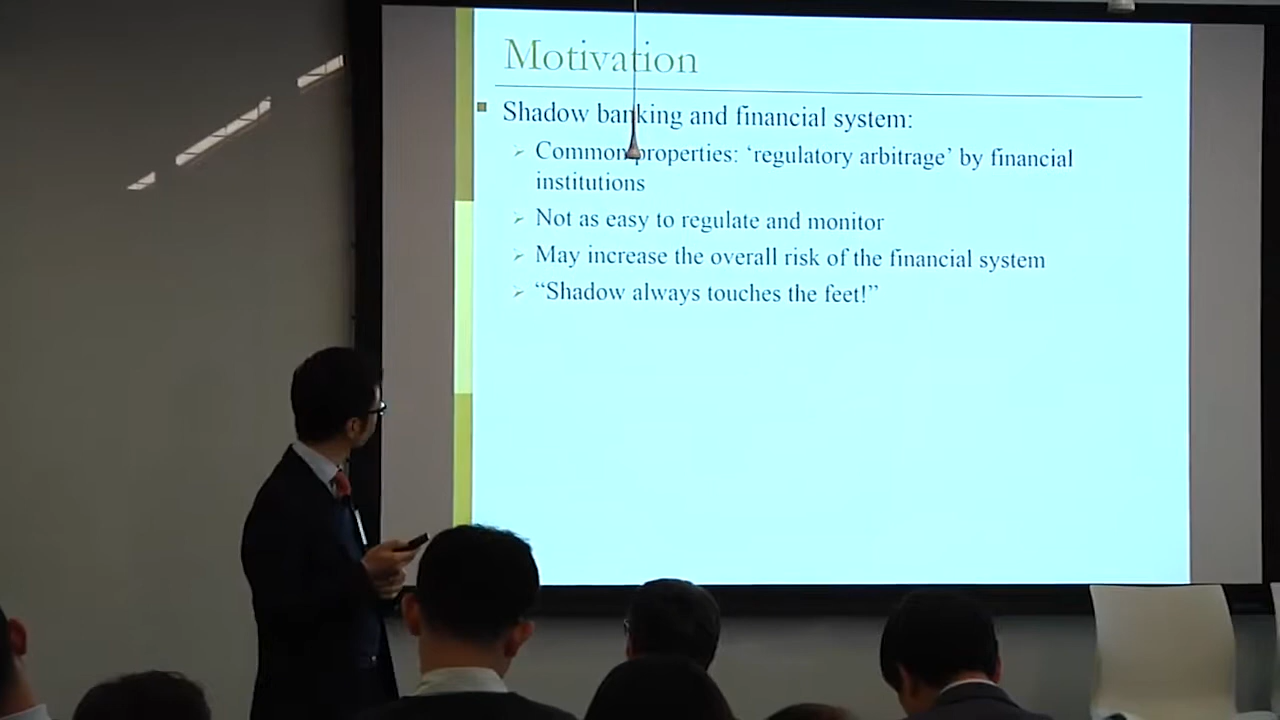 Motivation
Shadow banking and financial system:
Common properties: ‘regulatory arbitrage’ by financial
institutions
Not as easy to regulate and monitor
May increase the overall risk of the financial system
“Shadow always touches the feet!”